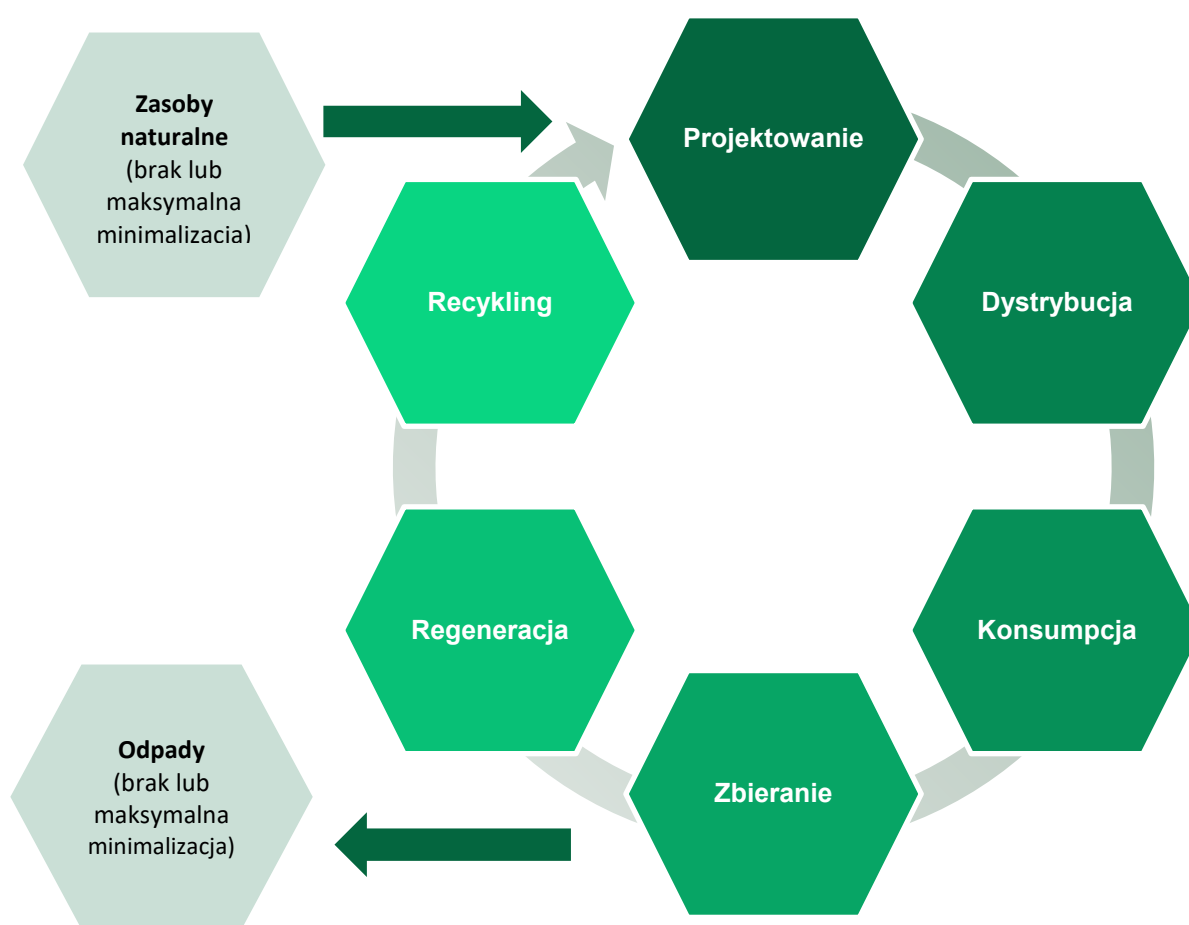 Zasoby
naturalne
(brak lub
maksymalna
minimalizacja)
Projektowanie
Recykling
Dystrybucja
Regeneracja
Konsumpcja
Odpady
(brak lub
maksymalna
minimalizacja)
Zbieranie